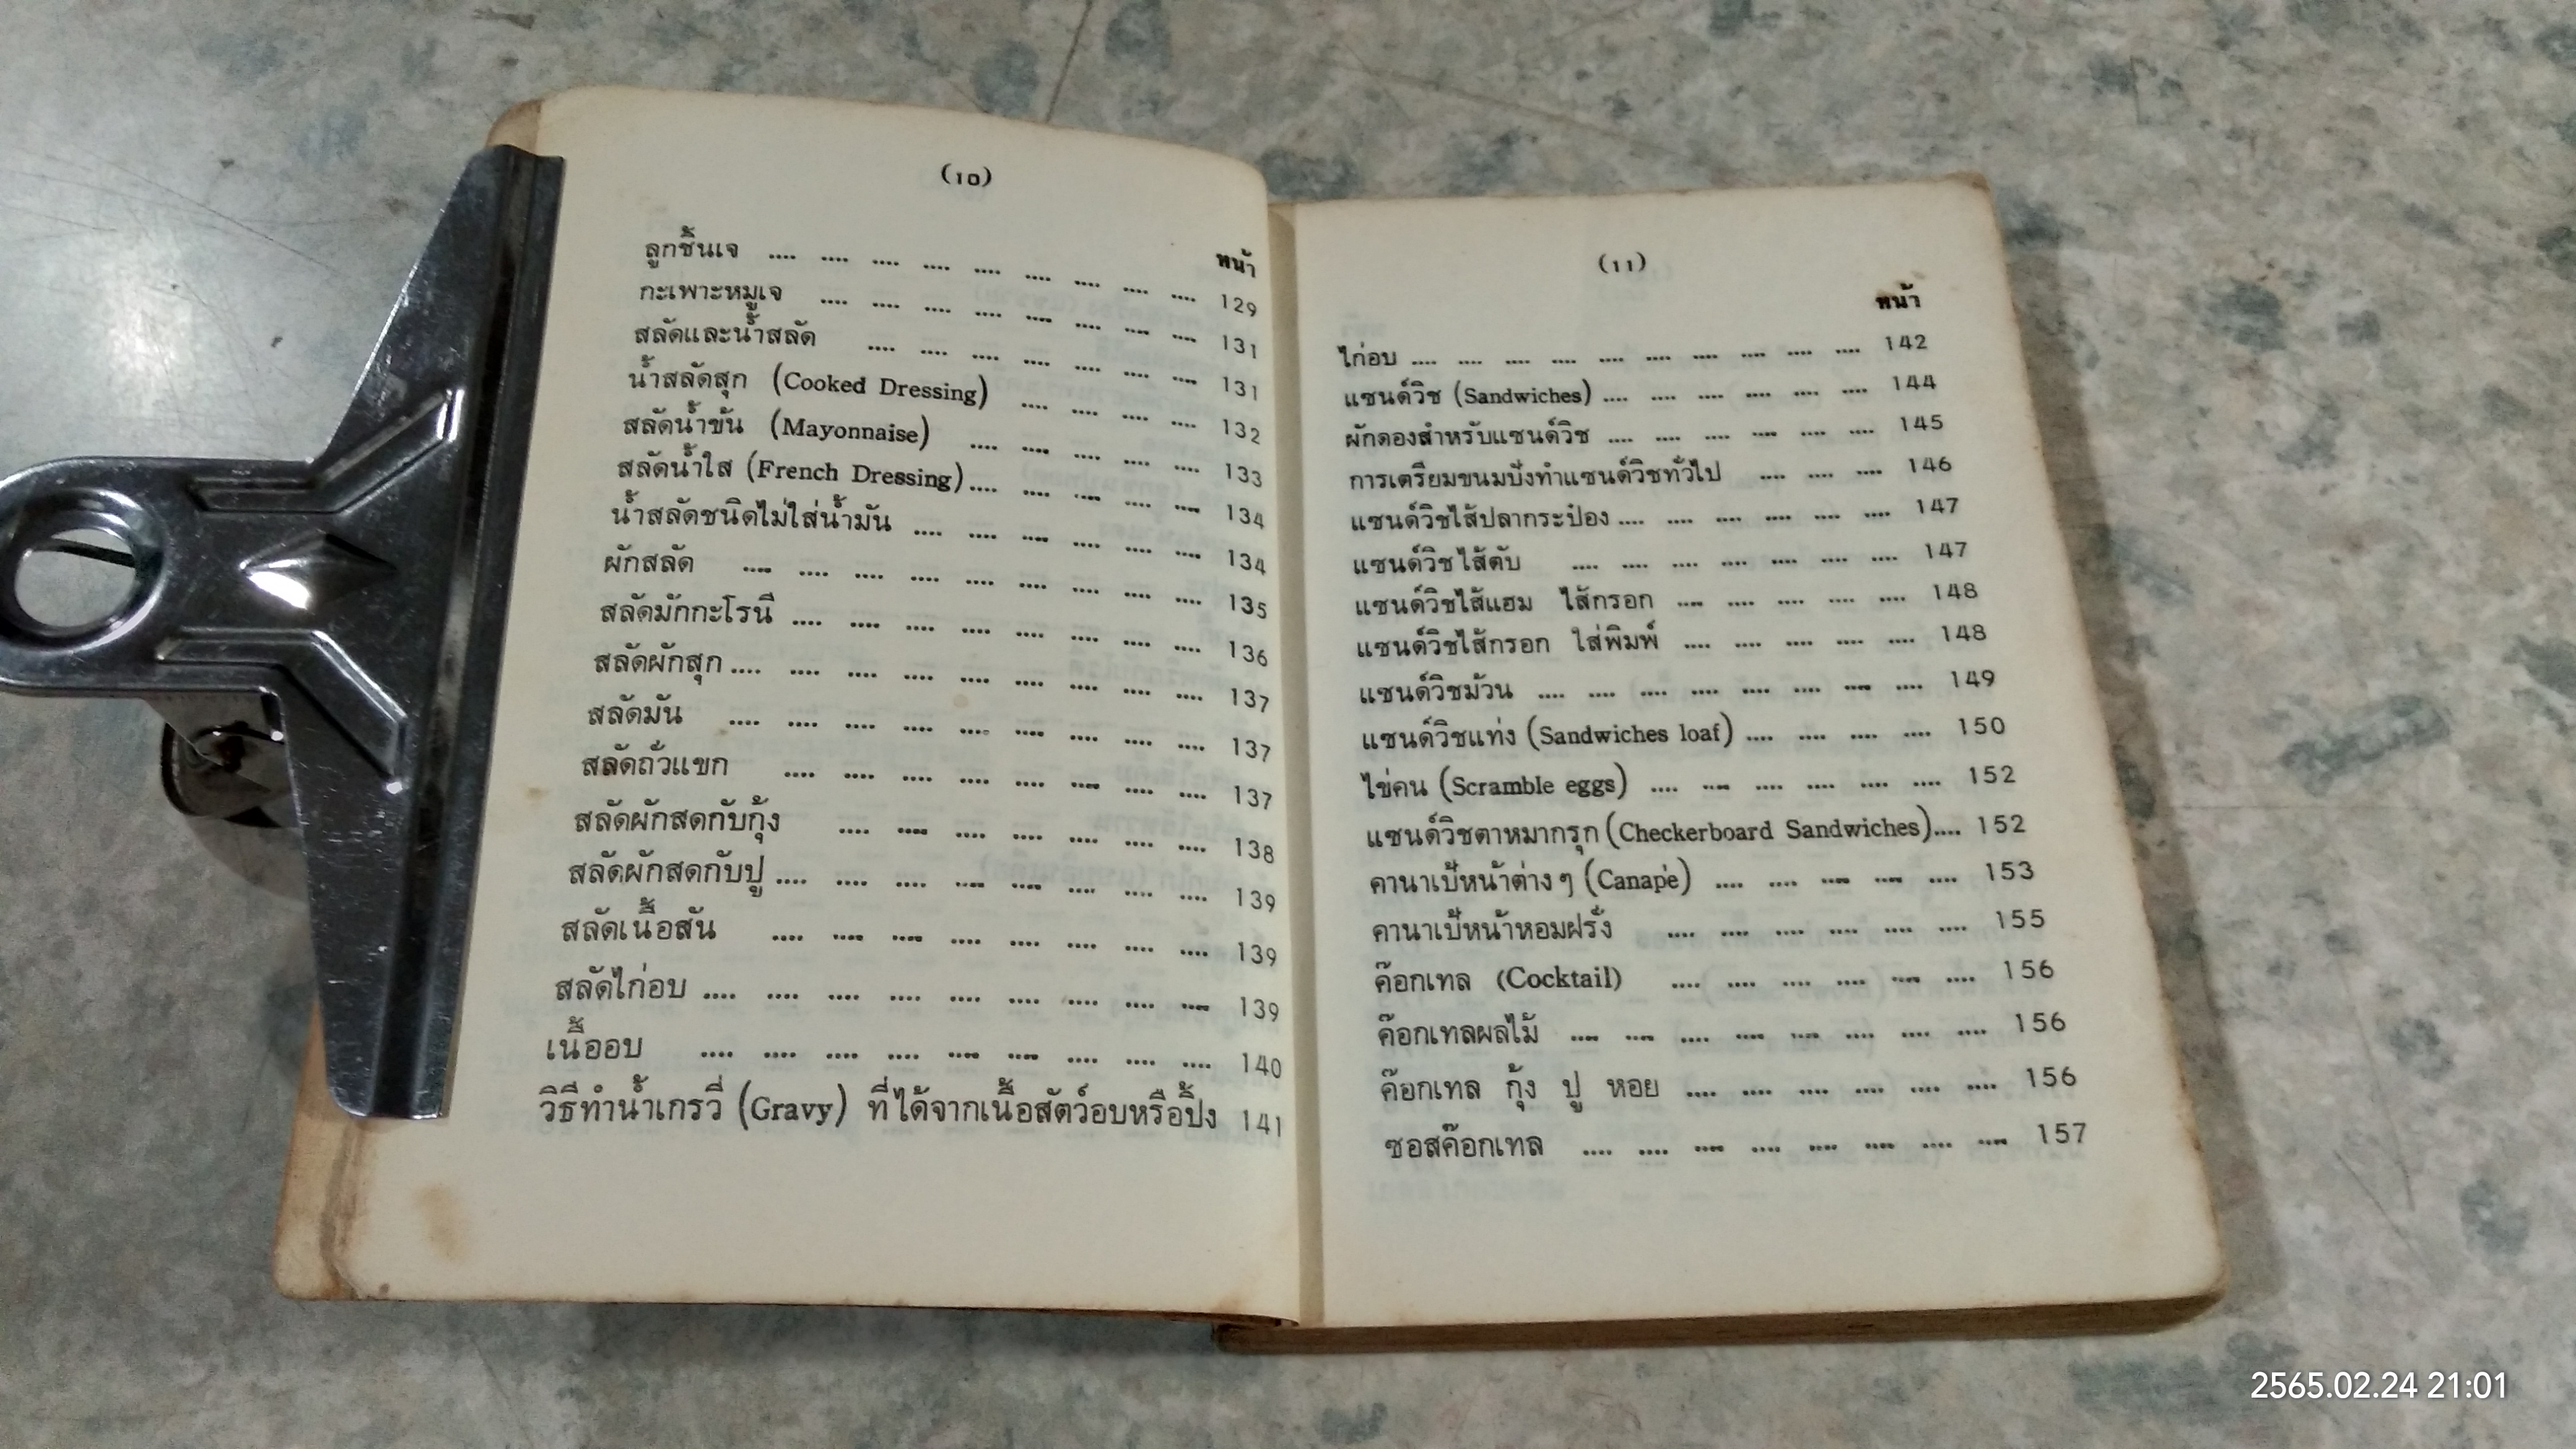 (10)
หน้า
ลูกชิ้นเจ .... .... .... .... .... .... .... .... .... 129
กะเพาะหมูเจ .... .... .... .... .... .... .... .... 131
สลัดและน้ำสลัด .... .... .... .... .... .... .... 131
น้ำสลัดสุก (Cooked Dressing) .... .... .... .... 132
สลัดน้ำข้น (Mayonnaise) .... .... .... .... .... 133
สลัดน้ำใส (French Dressing) .... .... .... .... .... 134
น้ำสลัดชนิดไม่ใส่น้ำมัน .... .... .... .... .... .... 134
ผักสลัด .... .... .... .... .... .... .... .... .... 135
สลัดมักกะโรนี .... .... .... .... .... .... .... .... 136
สลัดผักสุก .... .... .... .... .... .... .... .... .... 137
สลัดมัน .... .... .... .... .... .... .... .... .... 137
สลัดถั่วแขก .... .... .... .... .... .... .... .... 137
สลัดผักสดกับกุ้ง .... .... .... .... .... .... .... 138
สลัดผักสดกับปู .... .... .... .... .... .... .... .... 139
สลัดเนื้อสัน .... .... .... .... .... .... .... .... 139
สลัดไก่อบ .... .... .... .... .... .... .... .... .... 139
เนื้ออบ .... .... .... .... .... .... .... .... .... 140
วิธีทำน้ำเกรวี่ (Gravy) ที่ได้จากเนื้อสัตว์อบหรือปิ้ง 141
(11)
หน้า
ไก่อบ .... .... .... .... .... .... .... .... .... .... 142
แซนด์วิช (Sandwiches) .... .... .... .... .... .... 144
ผักดองสำหรับแซนด์วิช .... .... .... .... .... .... 145
การเตรียมขนมปังทำแซนด์วิชทั่วไป .... .... .... 146
แซนด์วิชไส้ปลากระป๋อง .... .... .... .... .... .... 147
แซนด์วิชไส้ตับ .... .... .... .... .... .... .... 147
แซนด์วิชไส้แฮม ไส้กรอก .... .... .... .... .... 148
แซนด์วิชไส้กรอก ใส่พิมพ์ .... .... .... .... .... 148
แซนด์วิชม้วน .... .... .... .... .... .... .... .... 149
แซนด์วิชแท่ง (Sandwiches loaf) .... .... .... .... 150
ไข่คน (Scramble eggs) .... .... .... .... .... .... 152
แซนด์วิชตาหมากรุก (Checkerboard Sandwiches) .... 152
คานาเป้หน้าต่างๆ (Canapé) .... .... .... .... .... 153
คานาเป้หน้าหอมฝรั่ง .... .... .... .... .... .... 155
ค๊อกเทล (Cocktail) .... .... .... .... .... .... 156
ค๊อกเทลผลไม้ .... .... .... .... .... .... .... .... 156
ค๊อกเทล กุ้ง ปู หอย .... .... .... .... .... .... 156
ซอสค๊อกเทล .... .... .... .... .... .... .... .... 157
2565.02.24 21:01